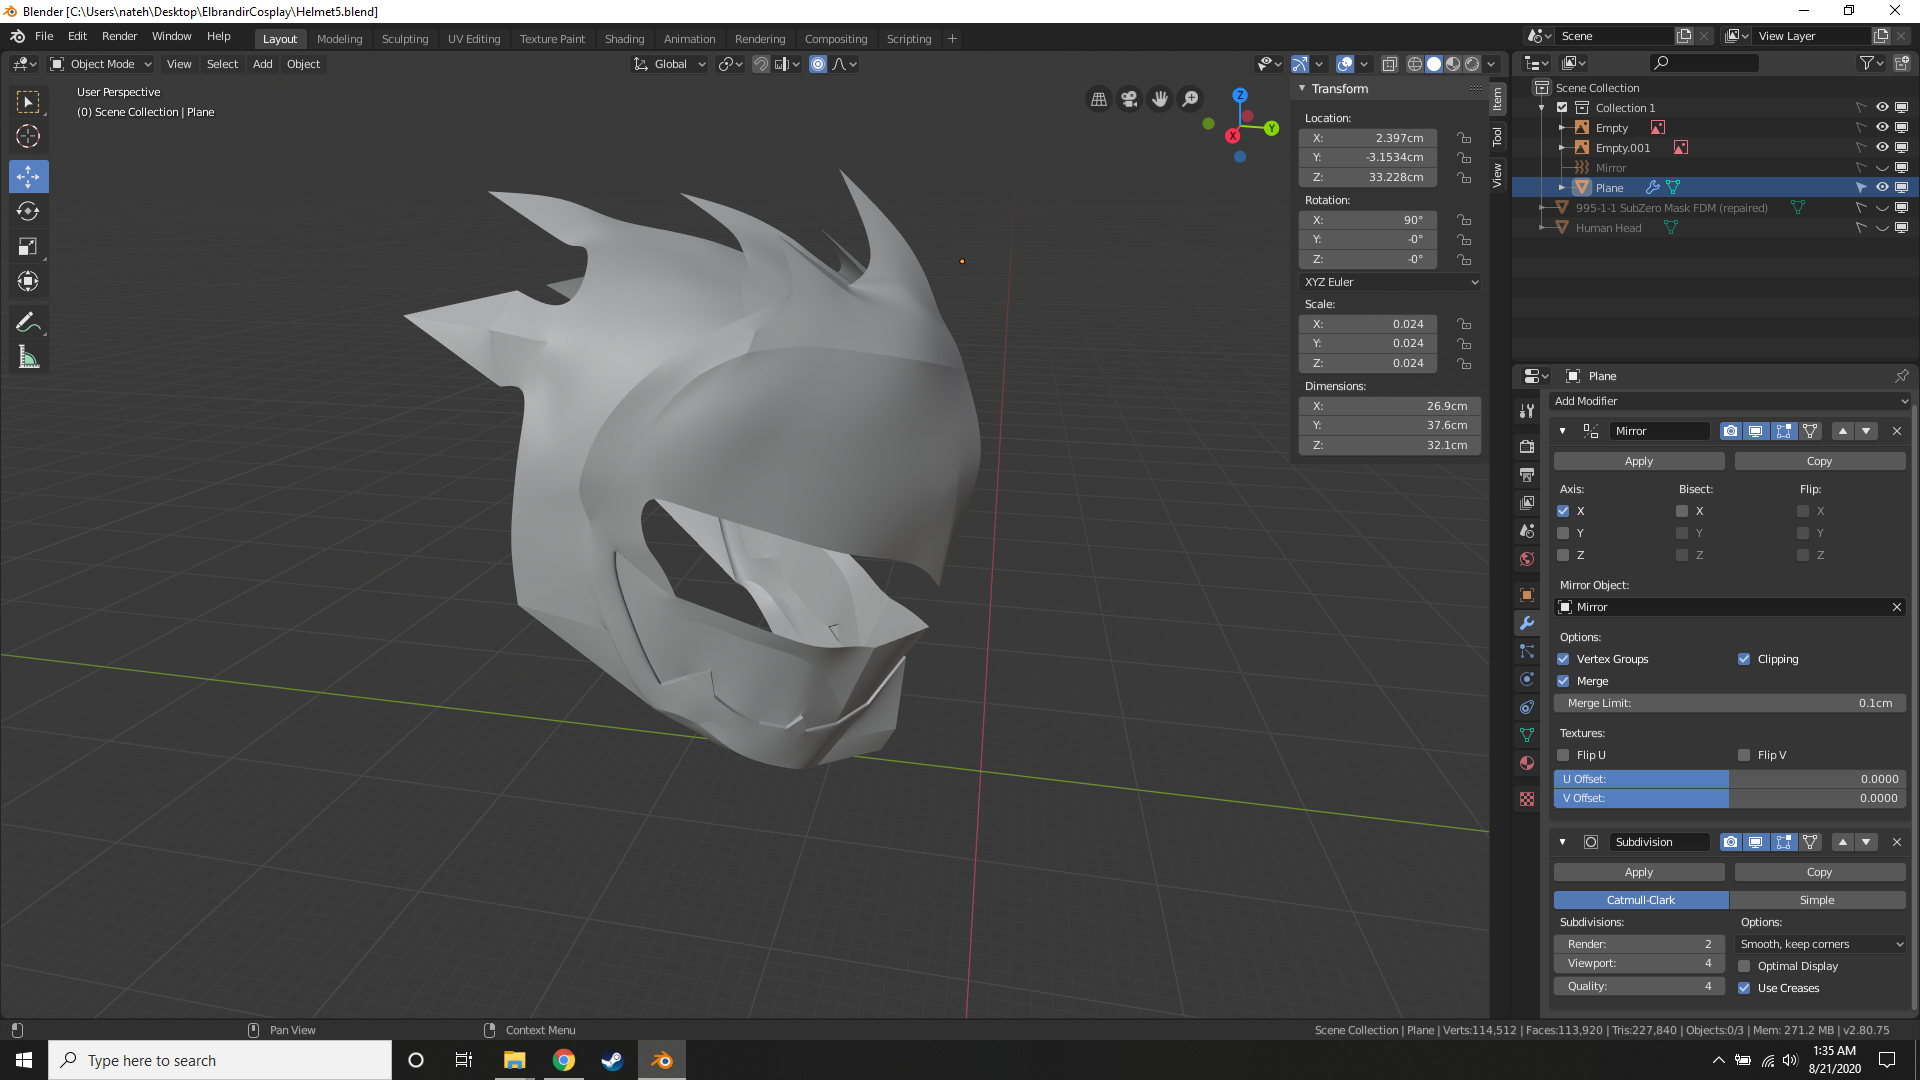 Blender [C:\Users\nateh\Desktop\ElbrandirCosplay\Helmet5.blend]
File Edit Render Window Help
Layout Modeling Sculpting UV Editing Texture Paint Shading Animation Rendering Compositing Scripting +
Scene
View Layer
Object Mode View Select Add Object
Global
User Perspective
(0) Scene Collection | Plane
Z
Y
X
Item
Tool
View
Transform
Location:
X: 2.397cm
Y: -3.1534cm
Z: 33.228cm
Rotation:
X: 90°
Y: -0°
Z: -0°
XYZ Euler
Scale:
X: 0.024
Y: 0.024
Z: 0.024
Dimensions:
X: 26.9cm
Y: 37.6cm
Z: 32.1cm
Scene Collection
Collection 1
Empty
Empty.001
Mirror
Plane
995-1-1 SubZero Mask FDM (repaired)
Human Head
Plane
Add Modifier
Mirror
Apply Copy
Axis: Bisect: Flip:
X X X
Y Y Y
Z Z Z
Mirror Object:
Mirror
Options:
Vertex Groups Clipping
Merge
Merge Limit: 0.1cm
Textures:
Flip U Flip V
U Offset: 0.0000
V Offset: 0.0000
Subdivision
Apply Copy
Catmull-Clark Simple
Subdivisions: Options:
Render: 2 Smooth, keep corners
Viewport: 4 Optimal Display
Quality: 4 Use Creases
Pan View
Context Menu
Scene Collection | Plane | Verts:114,512 | Faces:113,920 | Tris:227,840 | Objects:0/3 | Mem: 271.2 MB | v2.80.75
Type here to search
1:35 AM
8/21/2020